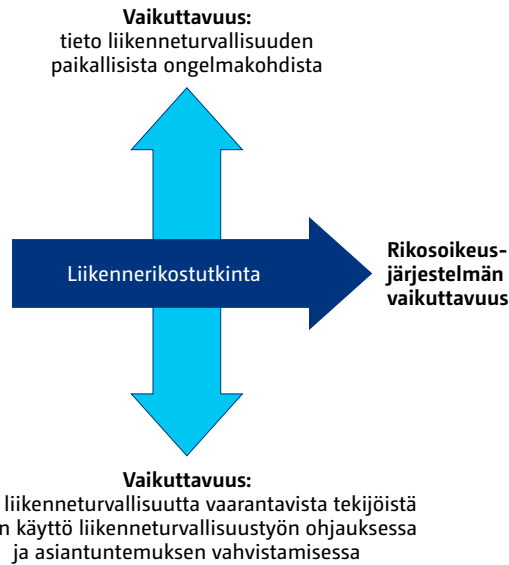 Vaikuttavuus:
tieto liikenneturvallisuuden
paikallisista ongelmakohdista
Liikennerikostutkinta
Rikosoikeus-
järjestelmän
vaikuttavuus
Vaikuttavuus:
liikenneturvallisuutta vaarantavista tekijöistä
käyttö liikenneturvallisuustyön ohjauksessa
ja asiantuntemuksen vahvistamisessa